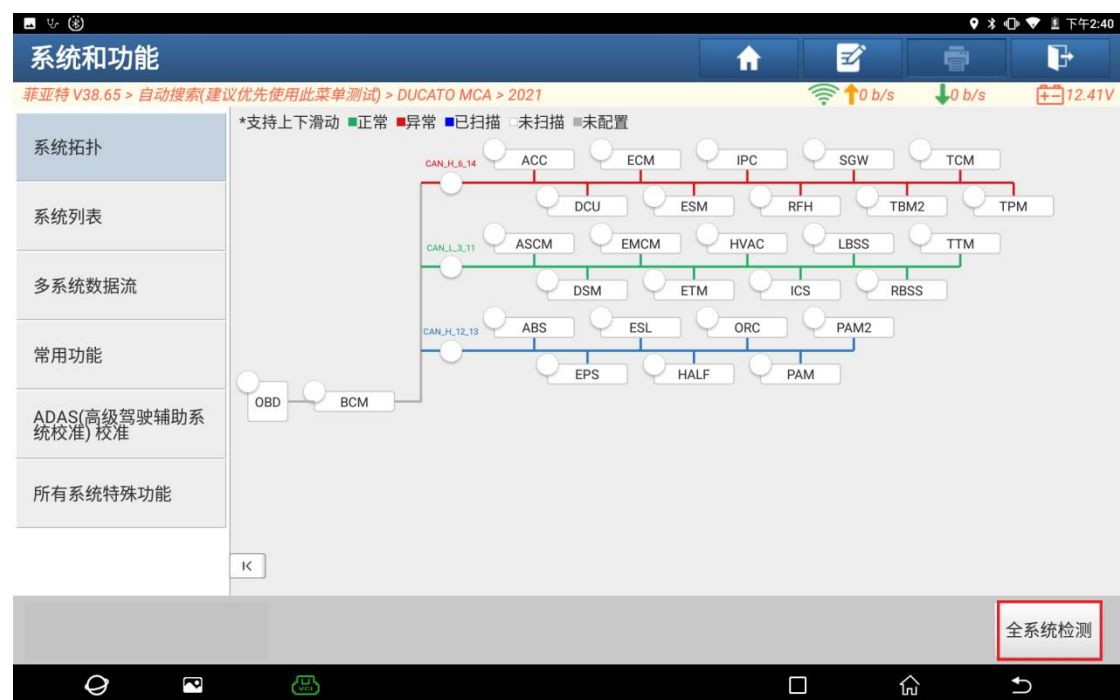 下午2:40
系统和功能
菲亚特 V38.65 > 自动搜索(建议优先使用此菜单测试) > DUCATO MCA > 2021
0 b/s
0 b/s
12.41V
系统拓扑
系统列表
多系统数据流
常用功能
ADAS(高级驾驶辅助系
统校准) 校准
所有系统特殊功能
*支持上下滑动 正常 异常 已扫描 未扫描 未配置
CAN_H_6_14
ACC ECM IPC SGW TCM
DCU ESM RFH TBM2 TPM
CAN_L_3_11
ASCM EMCM HVAC LBSS TTM
DSM ETM ICS RBSS
CAN_H_12_13
ABS ESL ORC PAM2
EPS HALF PAM
OBD BCM
全系统检测
VCI